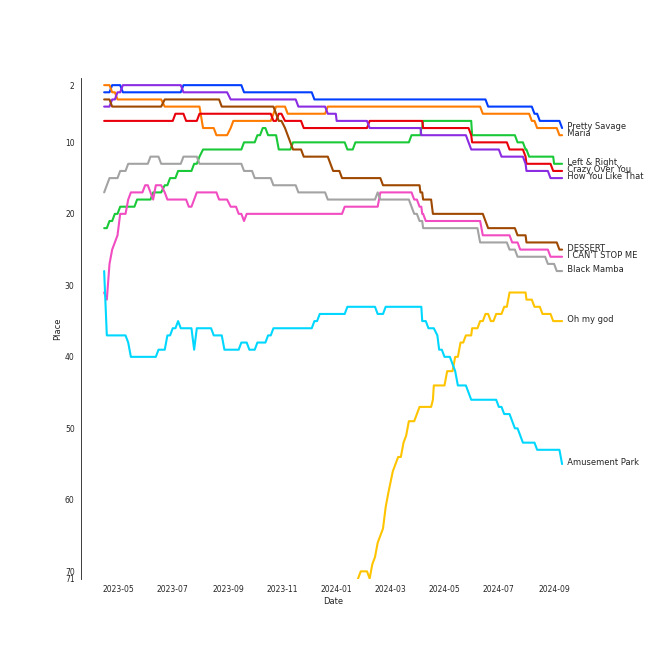 2
10
20
30
40
50
60
70
71
Place
2023-05
2023-07
2023-09
2023-11
2024-01
2024-03
2024-05
2024-07
2024-09
Date
Pretty Savage
Maria
Left & Right
Crazy Over You
How You Like That
DESSERT
I CAN'T STOP ME
Black Mamba
Oh my god
Amusement Park